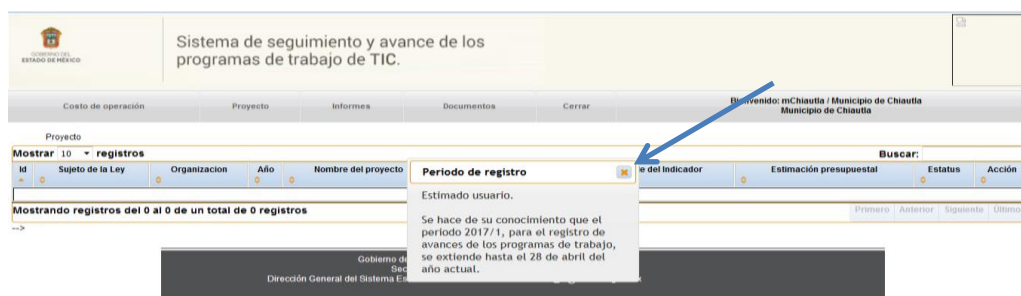 GOBIERNO DEL
ESTADO DE MÉXICO
Sistema de seguimiento y avance de los
programas de trabajo de TIC.
Costo de operación Proyecto Informes Documentos Cerrar
Bienvenido: mChiautla / Municipio de Chiautla
Municipio de Chiautla
Proyecto
Mostrar 10 registros
Buscar:
Id Sujeto de la Ley Organizacion Año Nombre del proyecto del Indicador Estimación presupuestal Estatus Acción
Periodo de registro
Estimado usuario.
Se hace de su conocimiento que el
periodo 2017/1, para el registro de
avances de los programas de trabajo,
se extiende hasta el 28 de abril del
año actual.
Mostrando registros del 0 al 0 de un total de 0 registros
Primero Anterior Siguiente Último
-->
Gobierno de
Sec
Dirección General del Sistema Es